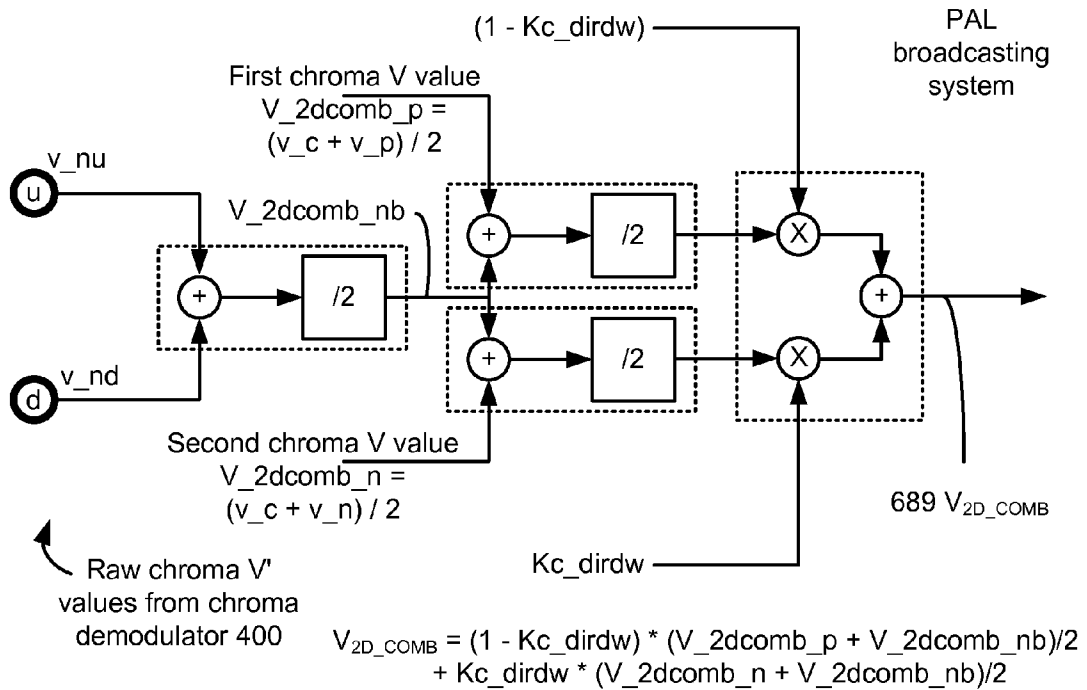 (1 - Kc_dirdw)
PAL
broadcasting
system
First chroma V value
V_2dcomb_p =
(v_c + v_p) / 2
v_nu
u
V_2dcomb_nb
+
/2
X
+
/2
+
+
/2
X
v_nd
d
Second chroma V value
V_2dcomb_n =
(v_c + v_n) / 2
689 V2D_COMB
Kc_dirdw
Raw chroma V'
values from chroma
demodulator 400
V2D_COMB = (1 - Kc_dirdw) * (V_2dcomb_p + V_2dcomb_nb)/2
+ Kc_dirdw * (V_2dcomb_n + V_2dcomb_nb)/2